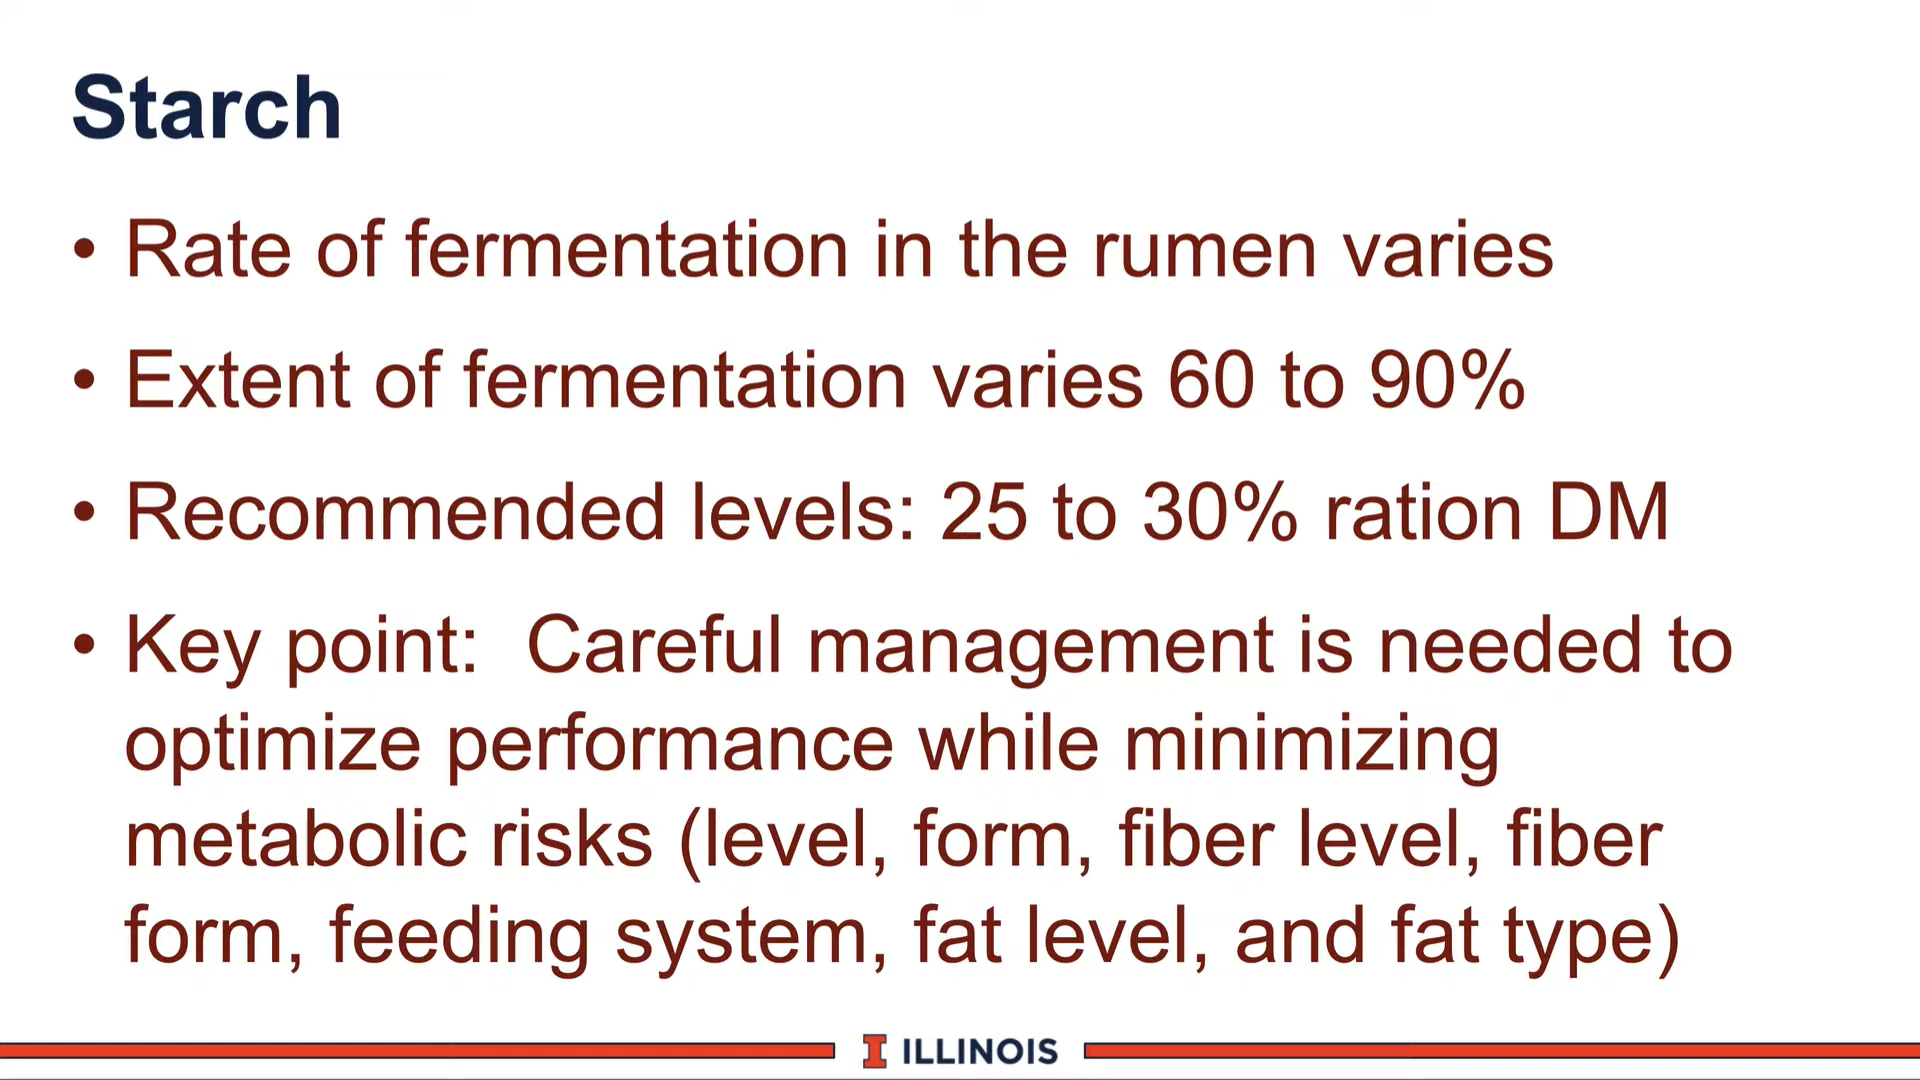 Starch
• Rate of fermentation in the rumen varies
• Extent of fermentation varies 60 to 90%
• Recommended levels: 25 to 30% ration DM
• Key point:  Careful management is needed to
optimize performance while minimizing
metabolic risks (level, form, fiber level, fiber
form, feeding system, fat level, and fat type)
I ILLINOIS